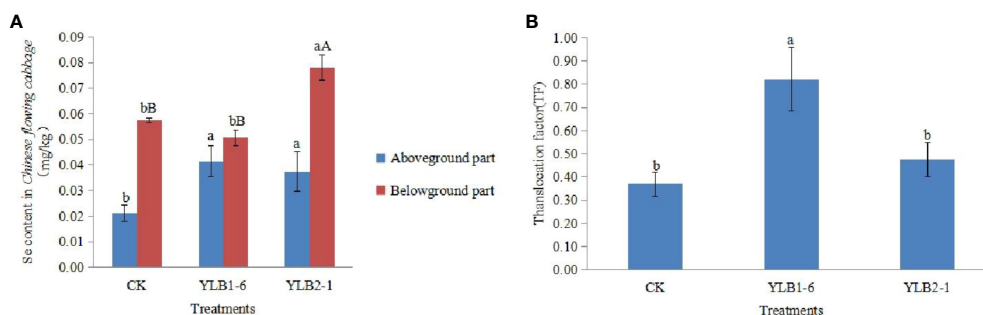 A
Se content in Chinese flowing cabbage
(mg/kg)
0.09
0.08
0.07
0.06
0.05
0.04
0.03
0.02
0.01
0.00
b
bB
a
bB
a
aA
CK
YLB1-6
YLB2-1
Treatments
Aboveground part
Belowground part
B
Thanslocation factor(TF)
1.00
0.90
0.80
0.70
0.60
0.50
0.40
0.30
0.20
0.10
0.00
b
a
b
CK
YLB1-6
YLB2-1
Treatments